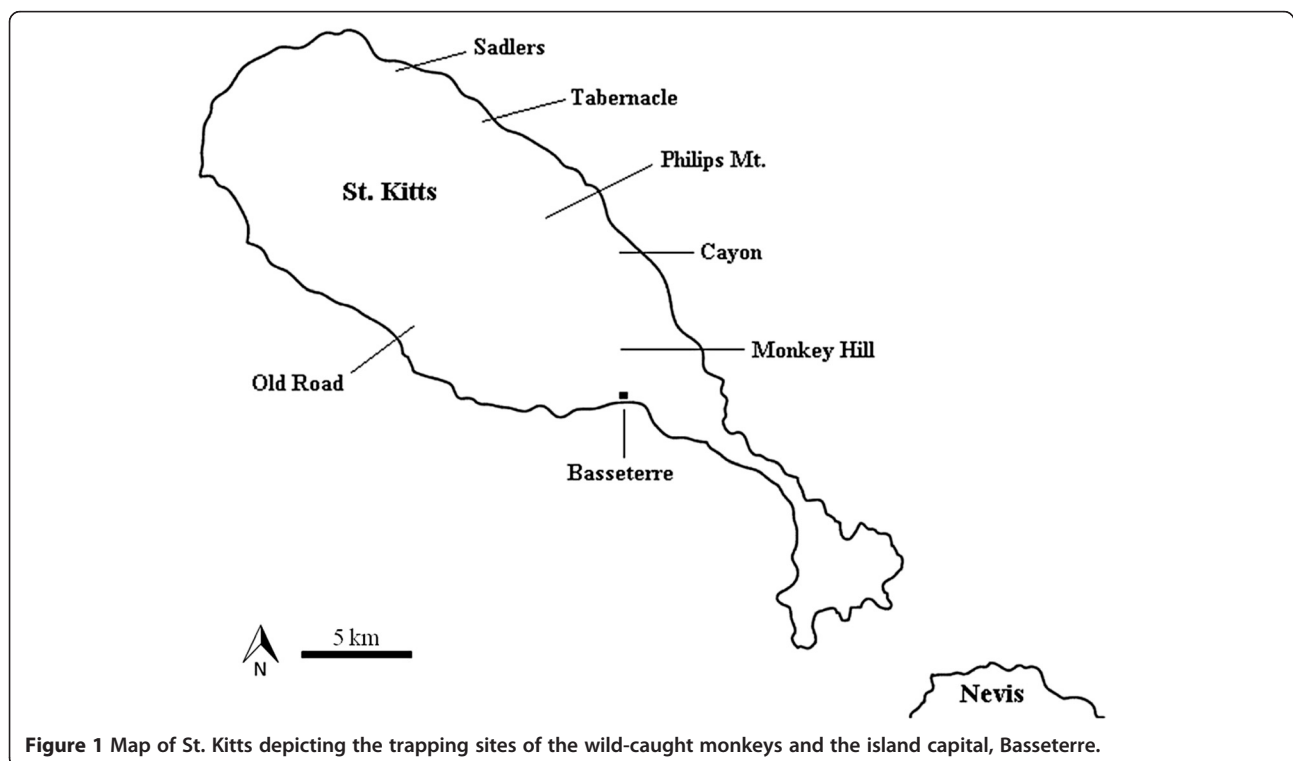 Sadlers
Tabernacle
Philips Mt.
St. Kitts
Cayon
Monkey Hill
Old Road
Basseterre
5 km
N
Nevis
Figure 1 Map of St. Kitts depicting the trapping sites of the wild-caught monkeys and the island capital, Basseterre.